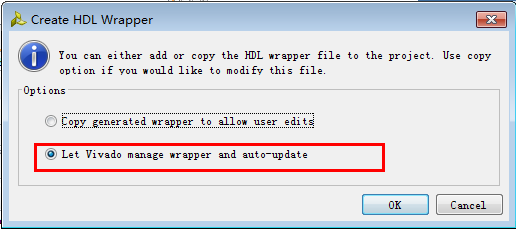 Create HDL Wrapper
You can either add or copy the HDL wrapper file to the project. Use copy
option if you would like to modify this file.
Options
Copy generated wrapper to allow user edits
Let Vivado manage wrapper and auto-update
OK
Cancel